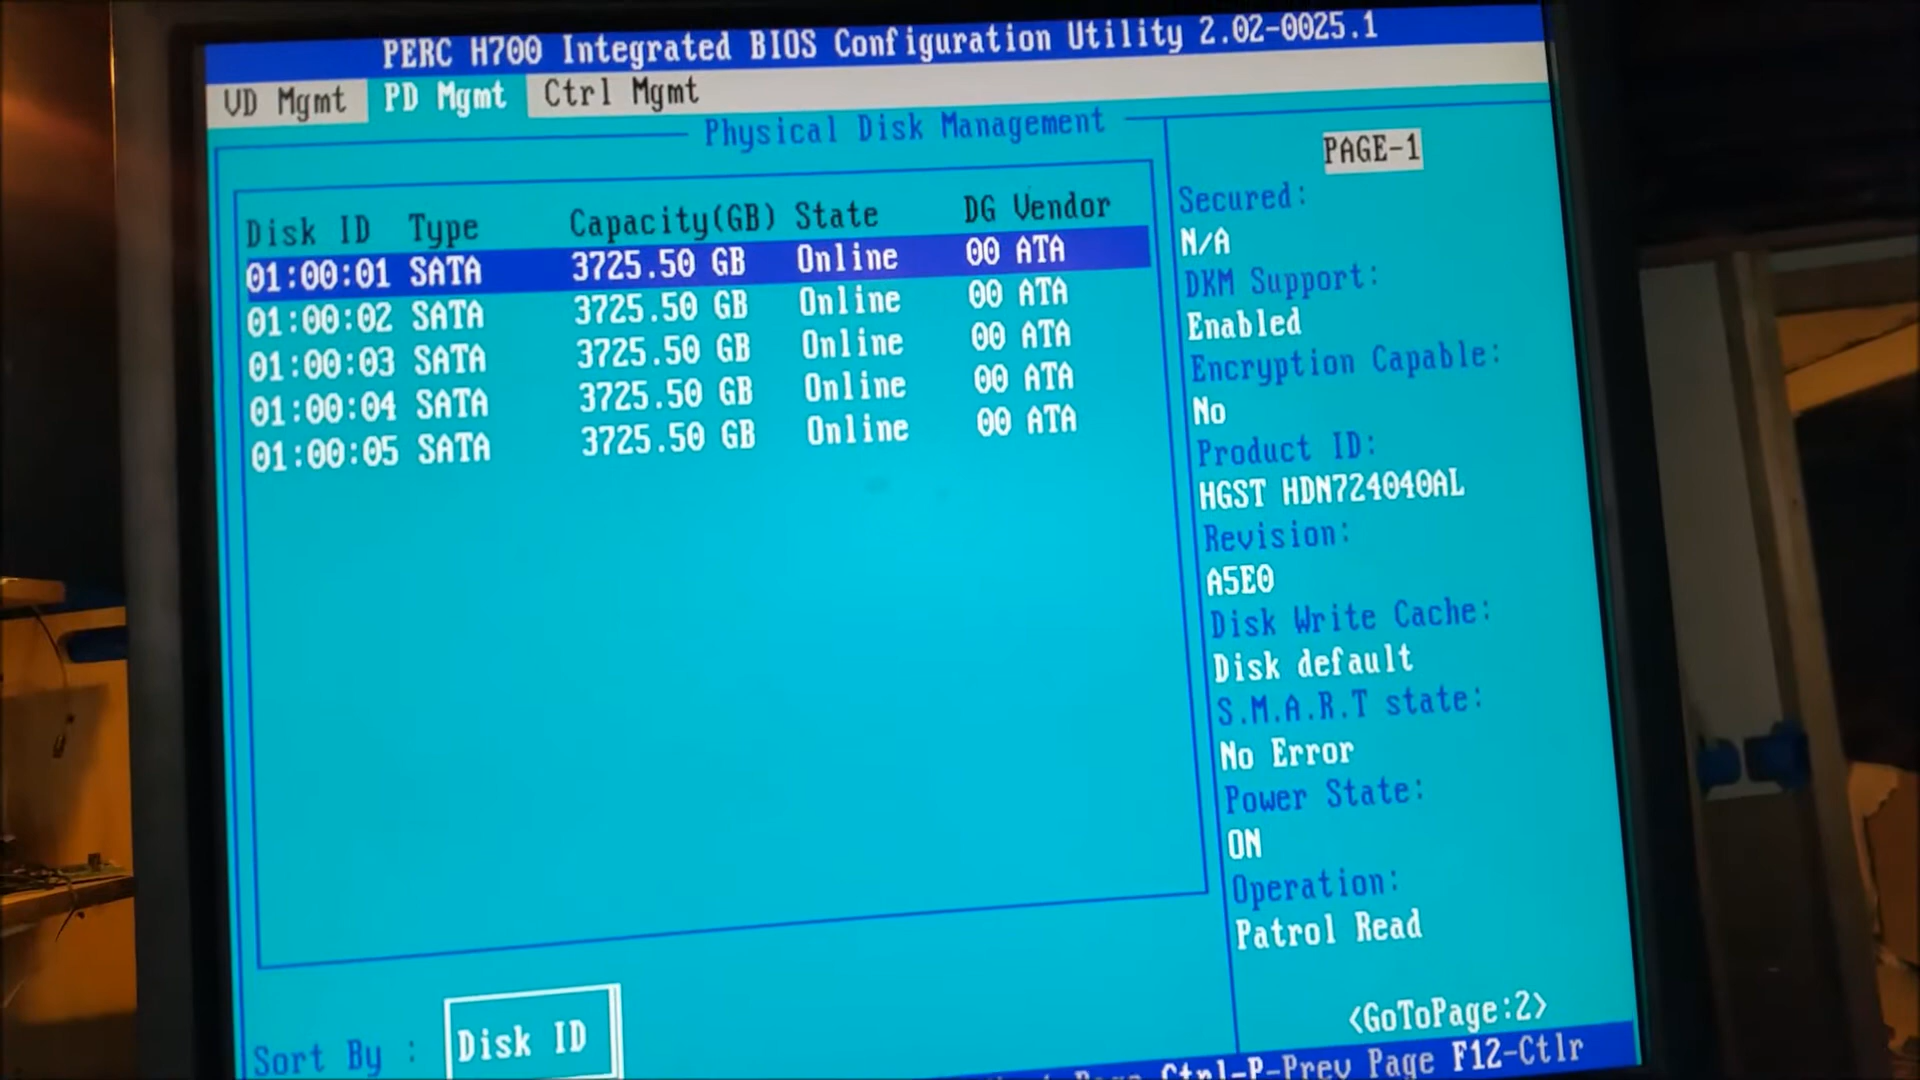 PERC H700 Integrated BIOS Configuration Utility 2.02-0025.1
VD Mgmt PD Mgmt Ctrl Mgmt
Physical Disk Management
Disk ID Type Capacity(GB) State DG Vendor
01:00:01 SATA 3725.50 GB Online 00 ATA
01:00:02 SATA 3725.50 GB Online 00 ATA
01:00:03 SATA 3725.50 GB Online 00 ATA
01:00:04 SATA 3725.50 GB Online 00 ATA
01:00:05 SATA 3725.50 GB Online 00 ATA
Sort By : Disk ID
PAGE-1
Secured:
N/A
DKM Support:
Enabled
Encryption Capable:
No
Product ID:
HGST HDN724040AL
Revision:
A5E0
Disk Write Cache:
Disk default
S.M.A.R.T state:
No Error
Power State:
ON
Operation:
Patrol Read
<GoToPage:2>
Page Ctrl-P-Prev Page F12-Ctlr